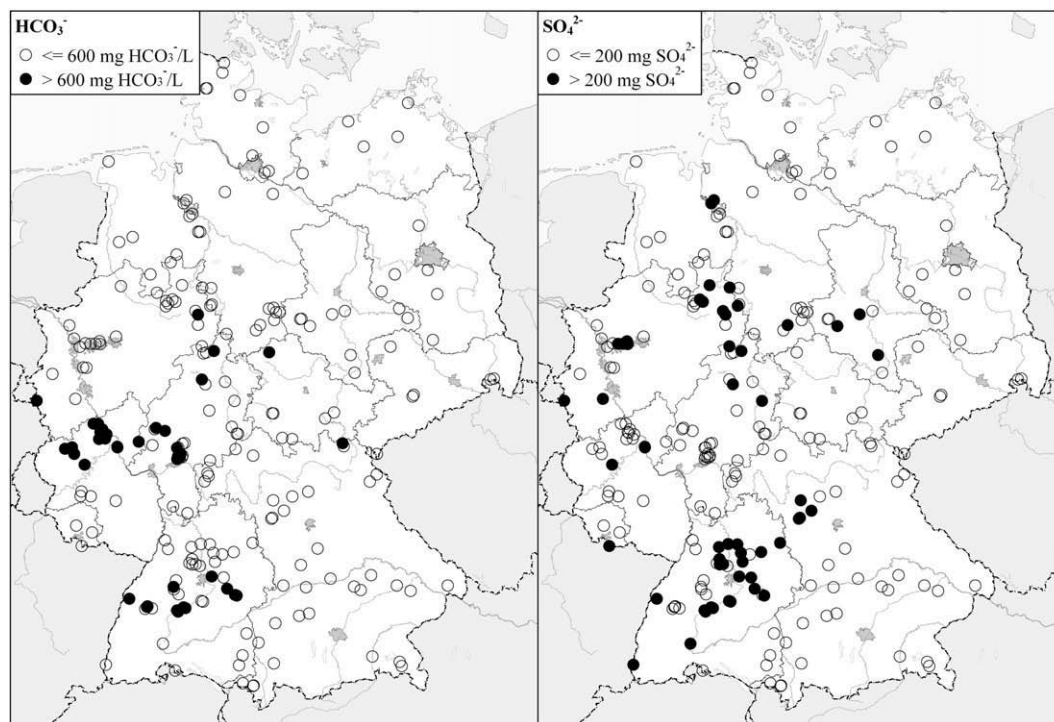 HCO₃⁻
<= 600 mg HCO₃⁻/L
> 600 mg HCO₃⁻/L
SO₄²⁻
<= 200 mg SO₄²⁻
> 200 mg SO₄²⁻